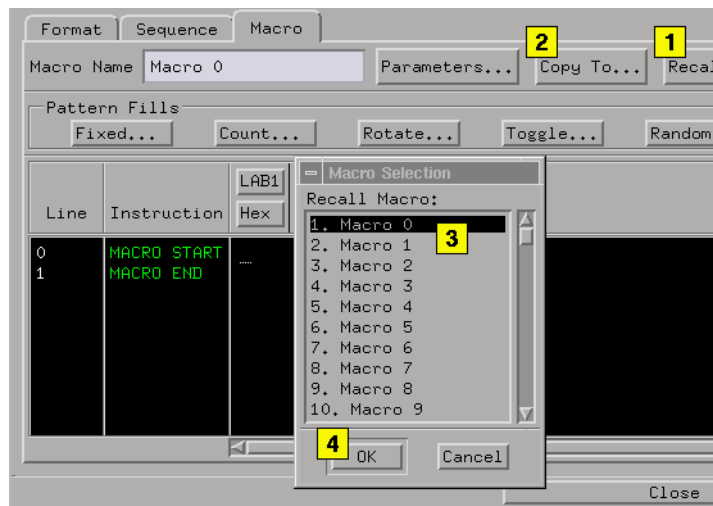 Format Sequence Macro
2 1
Macro Name Macro 0 Parameters... Copy To... Reca
Pattern Fills
Fixed... Count... Rotate... Toggle... Random
Macro Selection
LAB1
Recall Macro:
Line Instruction Hex
1. Macro 0
3
2. Macro 1
0 MACRO START
3. Macro 2
1 MACRO END
4. Macro 3
5. Macro 4
6. Macro 5
7. Macro 6
8. Macro 7
9. Macro 8
10. Macro 9
4
OK Cancel
Close